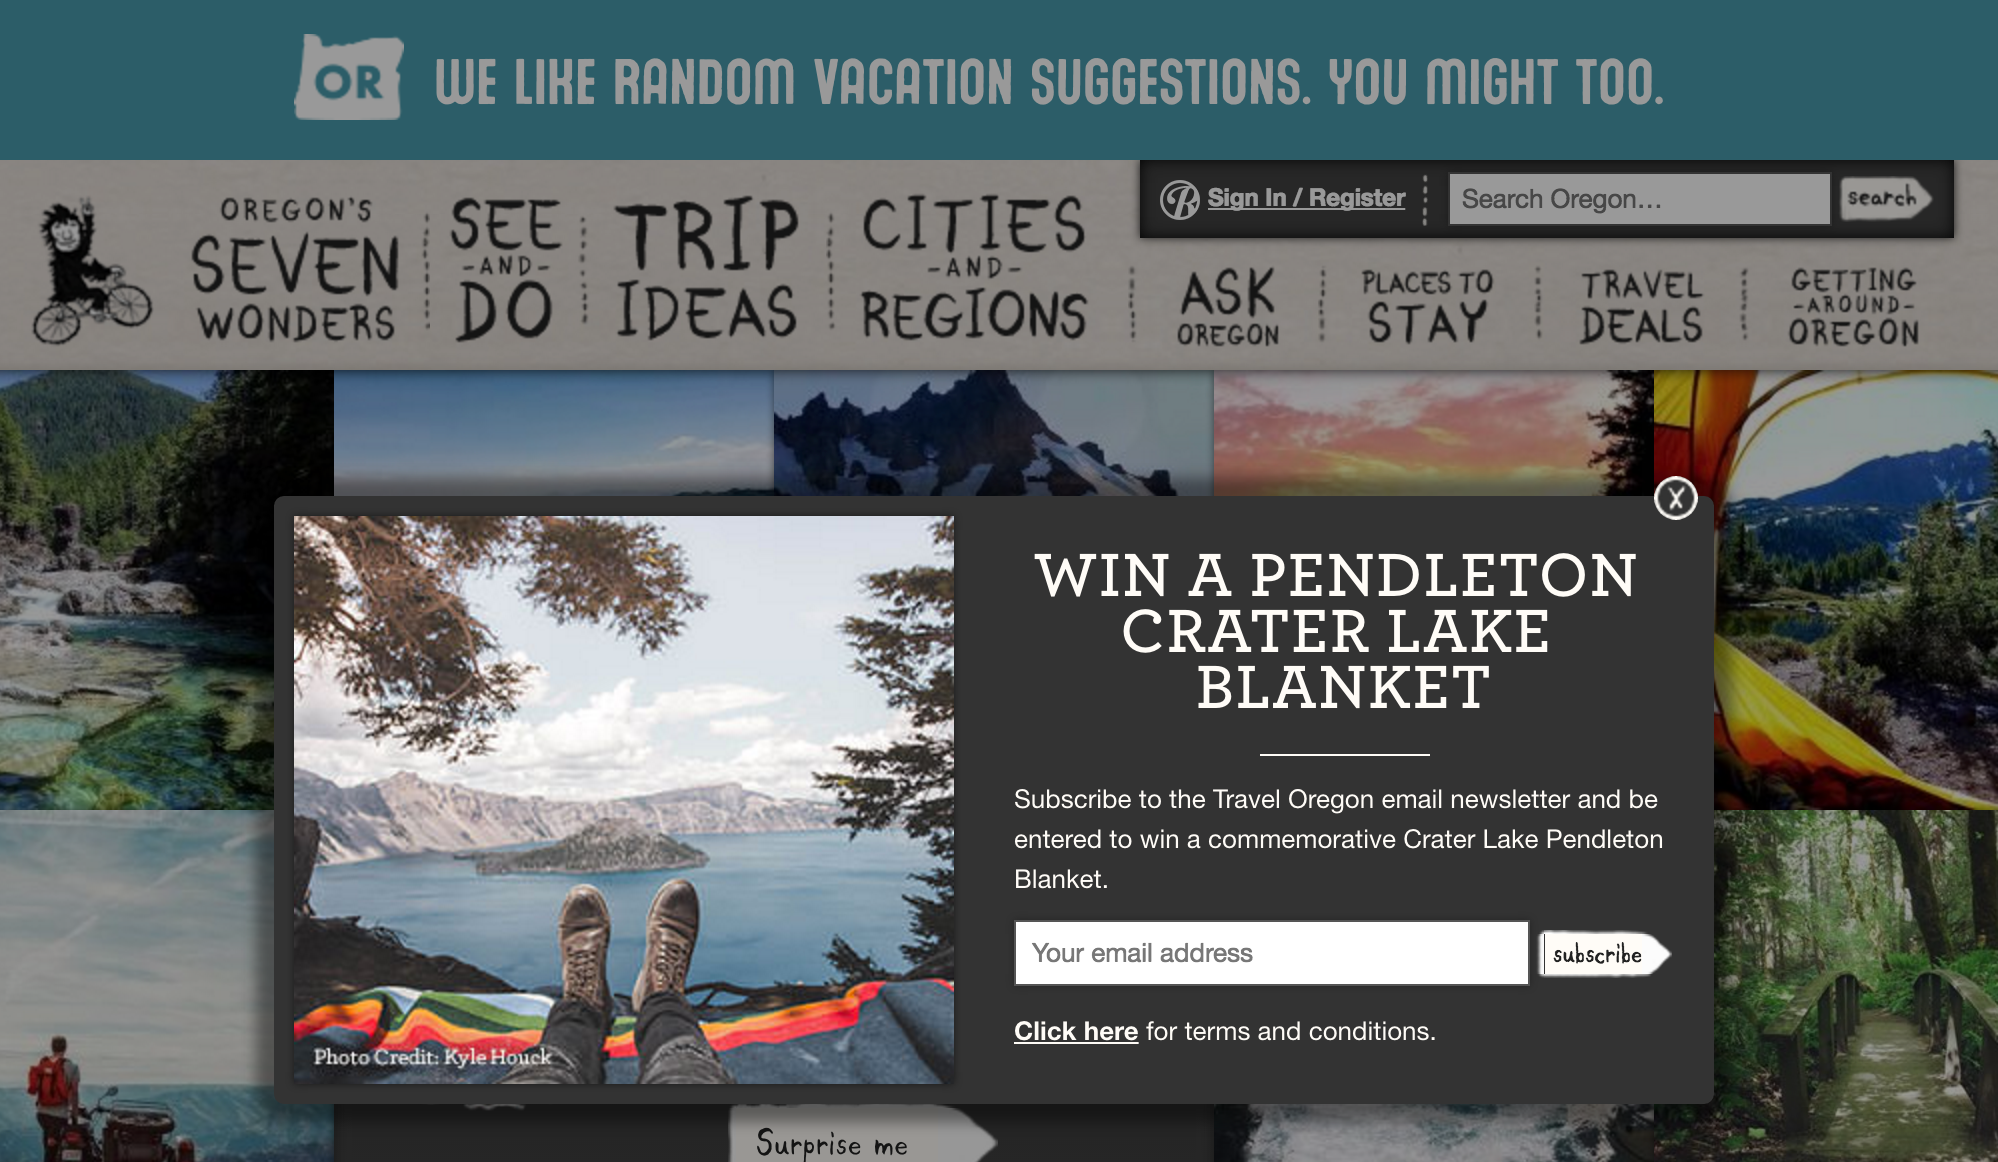 OR
WE LIKE RANDOM VACATION SUGGESTIONS. YOU MIGHT TOO.
Sign In / Register
Search Oregon...
search
OREGON'S
SEVEN
WONDERS
SEE
-AND-
DO
TRIP
IDEAS
CITIES
-AND-
REGIONS
ASK
OREGON
PLACES TO
STAY
TRAVEL
DEALS
GETTING
-AROUND-
OREGON
X
WIN A PENDLETON
CRATER LAKE
BLANKET
Subscribe to the Travel Oregon email newsletter and be
entered to win a commemorative Crater Lake Pendleton
Blanket.
Your email address
subscribe
Click here for terms and conditions.
Photo Credit: Kyle Houck
Surprise me